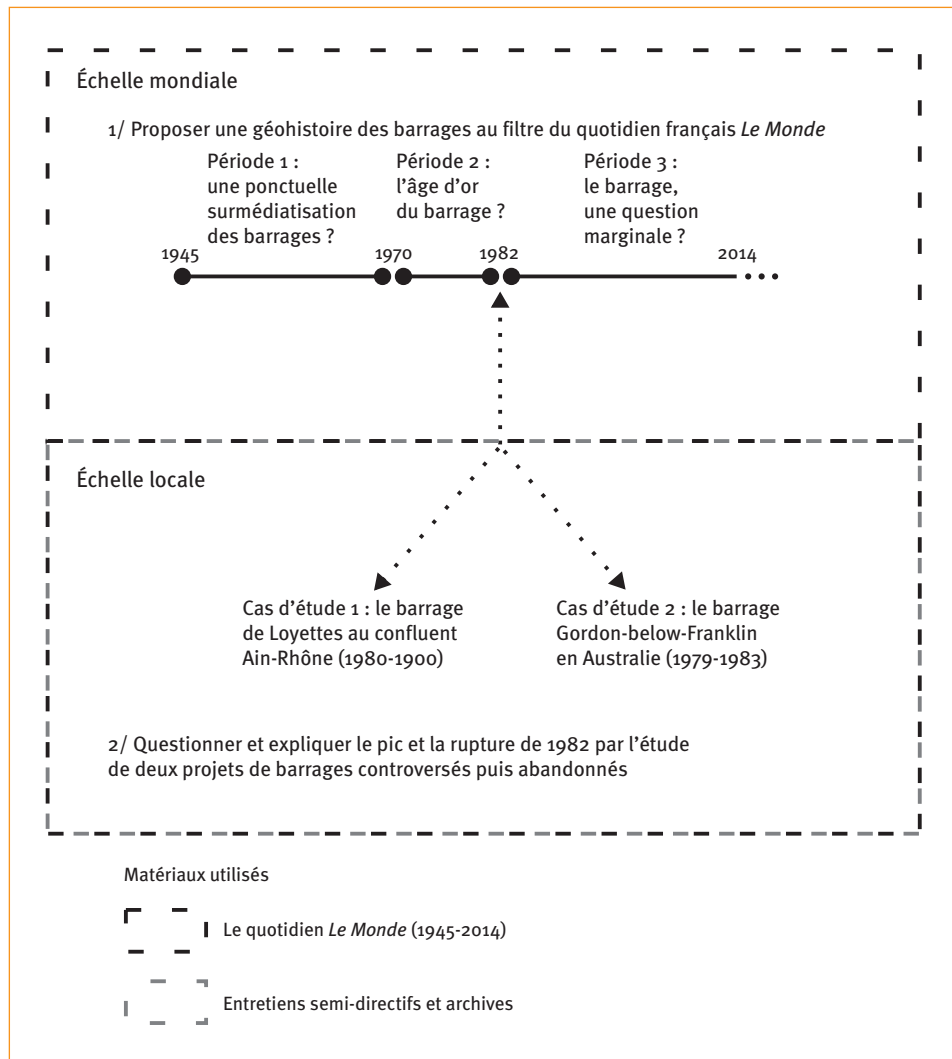 Échelle mondiale
1/ Proposer une géohistoire des barrages au filtre du quotidien français Le Monde
Période 1 :
une ponctuelle
surmédiatisation
des barrages ?
Période 2 :
l’âge d’or
du barrage ?
Période 3 :
le barrage,
une question
marginale ?
1945
1970
1982
2014
Échelle locale
Cas d’étude 1 : le barrage
de Loyettes au confluent
Ain-Rhône (1980-1900)
Cas d’étude 2 : le barrage
Gordon-below-Franklin
en Australie (1979-1983)
2/ Questionner et expliquer le pic et la rupture de 1982 par l’étude
de deux projets de barrages controversés puis abandonnés
Matériaux utilisés
Le quotidien Le Monde (1945-2014)
Entretiens semi-directifs et archives